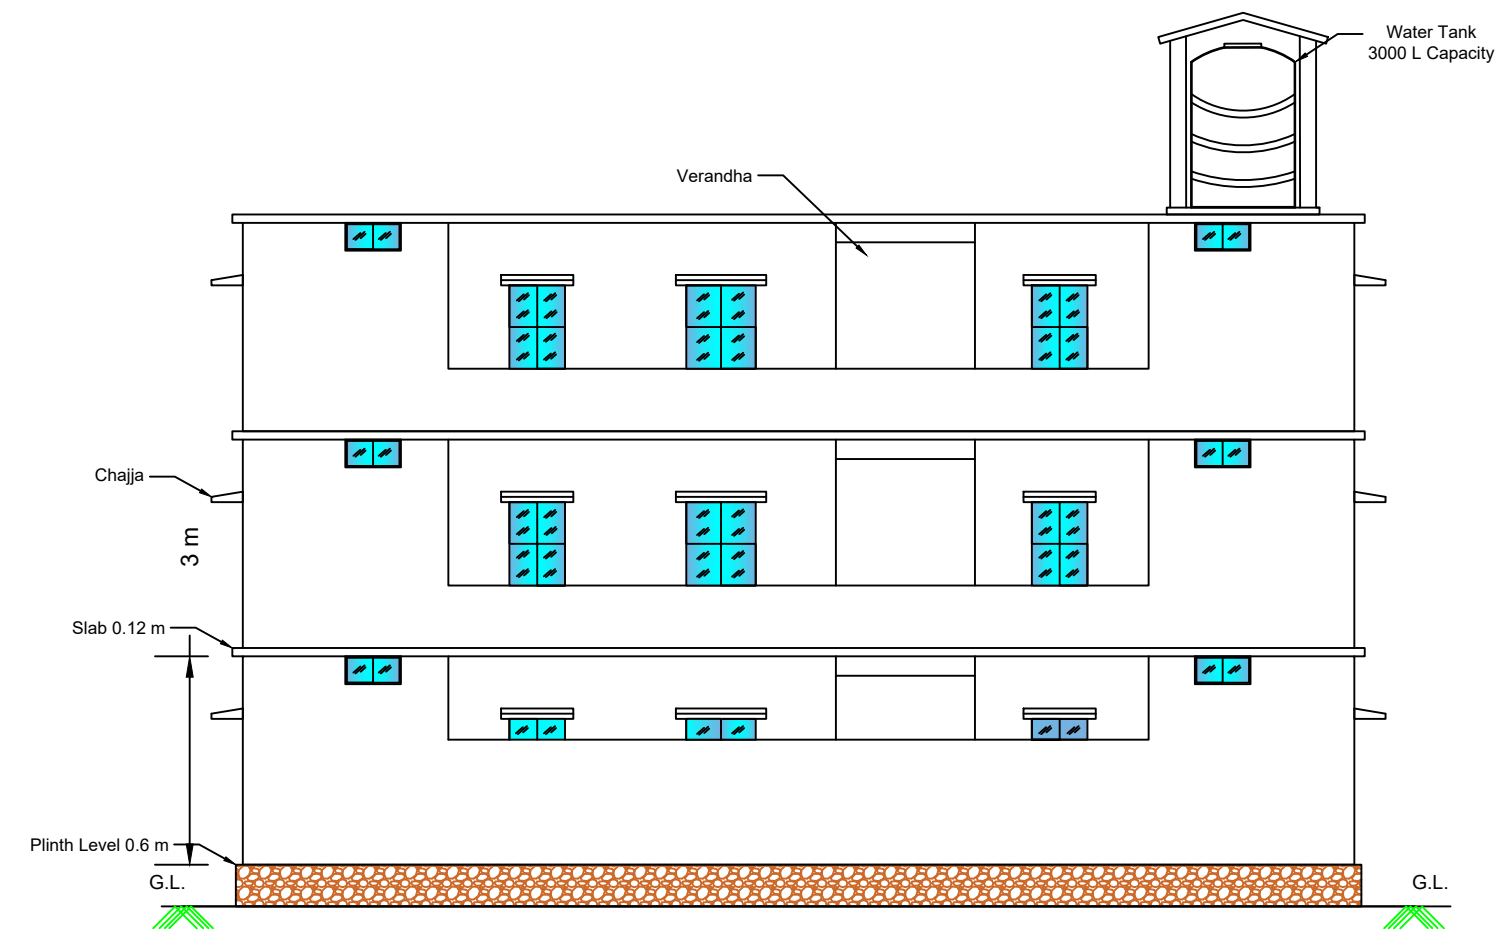 Water Tank
3000 L Capacity
Verandha
Chajja
3 m
Slab 0.12 m
Plinth Level 0.6 m
G.L.
G.L.